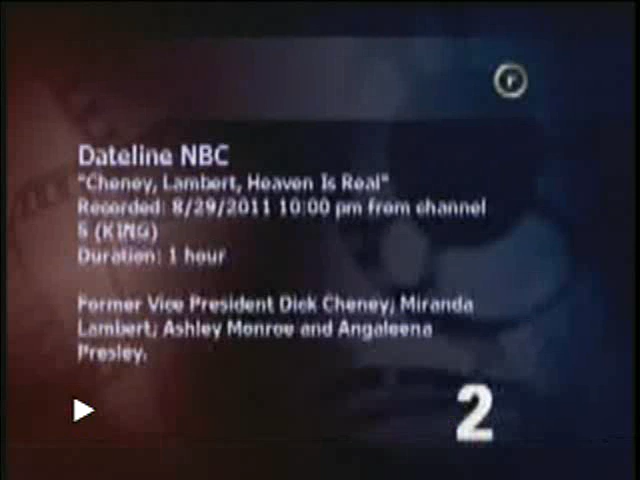 Dateline NBC
"Cheney, Lambert, Heaven Is Real"
Recorded: 8/29/2011 10:00 pm from channel
5 (KING)
Duration: 1 hour
Former Vice President Dick Cheney; Miranda
Lambert; Ashley Monroe and Angaleena
Presley.
2